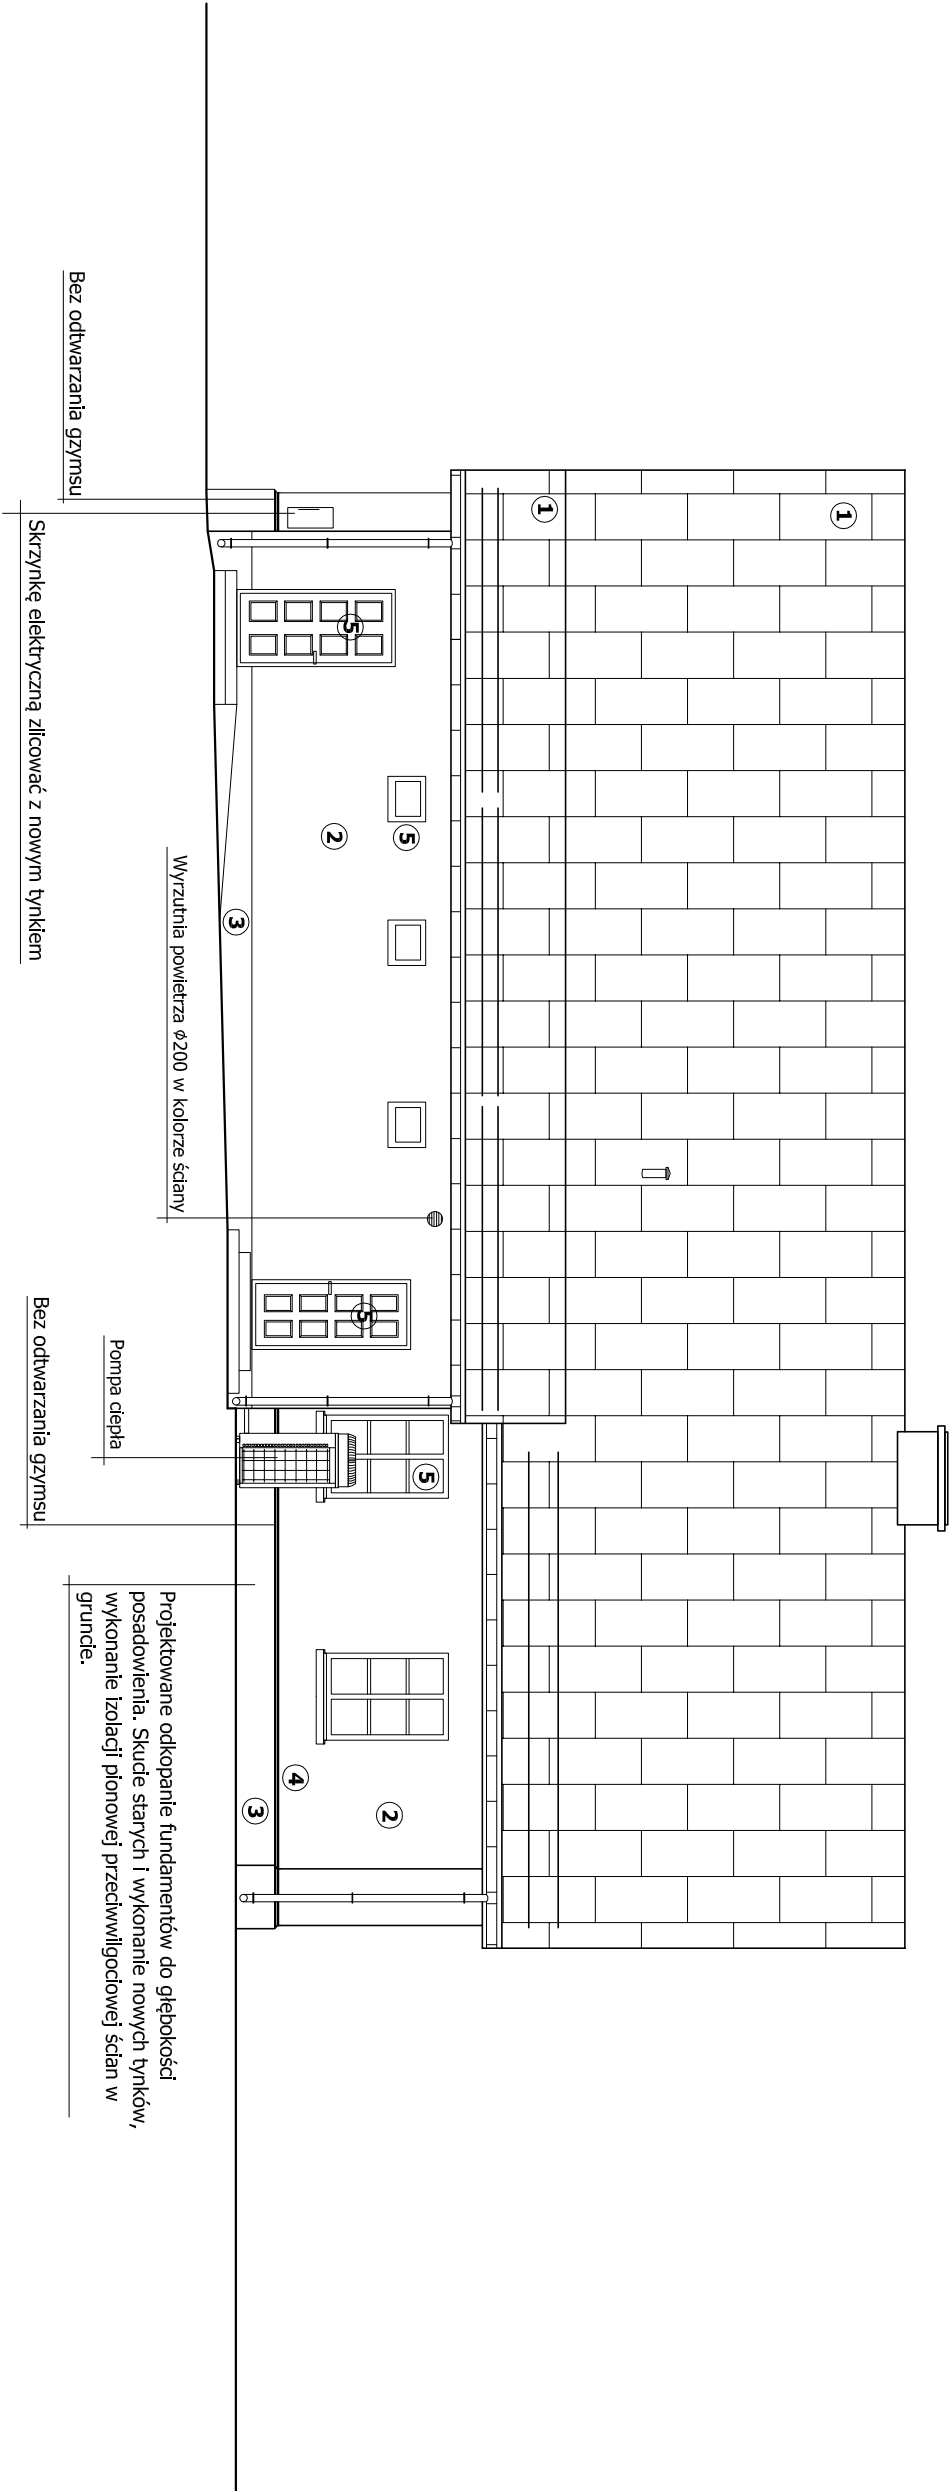 1
1
5
2
5
3
5
5
2
4
3
Bez odtwarzania gzymsu
Skrzynkę elektryczną zlicować z nowym tynkiem
Wyrzutnia powietrza ϕ200 w kolorze ściany
Pompa ciepła
Bez odtwarzania gzymsu
Projektowane odkopanie fundamentów do głębokości
posadowienia. Skucie starych i wykonanie nowych tynków,
wykonanie izolacji pionowej przeciwwilgociowej ścian w
gruncie.